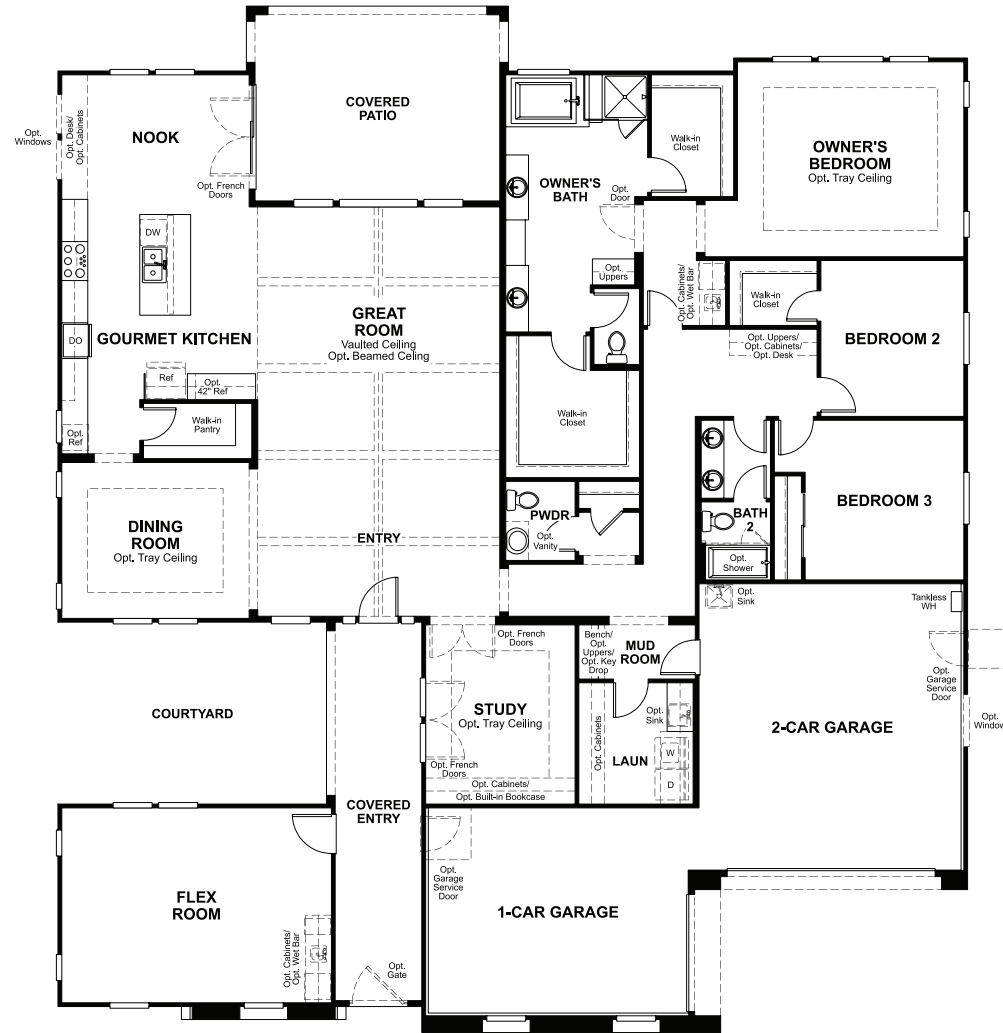 COVERED
PATIO
NOOK
Opt.
Windows
Opt. Desk/
Opt. Cabinets
Opt. French
Doors
OWNER'S
BATH
Opt.
Door
Walk-in
Closet
OWNER'S
BEDROOM
Opt. Tray Ceiling
DW
DO
GOURMET KITCHEN
Ref
Opt.
42" Ref
Opt.
Ref
Walk-in
Pantry
GREAT
ROOM
Vaulted Ceiling
Opt. Beamed Celing
Opt.
Uppers
Opt. Cabinets/
Opt. Wet Bar
Walk-in
Closet
BEDROOM 2
Opt. Uppers/
Opt. Cabinets/
Opt. Desk
Walk-in
Closet
BEDROOM 3
BATH
2
Opt.
Shower
PWDR
Opt.
Vanity
DINING
ROOM
Opt. Tray Ceiling
ENTRY
Opt.
Sink
Tankless
WH
Opt.
Garage
Service
Door
Opt.
Window
2-CAR GARAGE
Opt. French
Doors
Bench/
Opt.
Uppers/
Opt. Key
Drop
MUD
ROOM
STUDY
Opt. Tray Ceiling
Opt. French
Doors
Opt. Cabinets/
Opt. Built-in Bookcase
Opt. Cabinets
Opt.
Sink
LAUN
W
D
COURTYARD
COVERED
ENTRY
FLEX
ROOM
Opt. Cabinets/
Opt. Wet Bar
Opt.
Gate
Opt.
Garage
Service
Door
1-CAR GARAGE